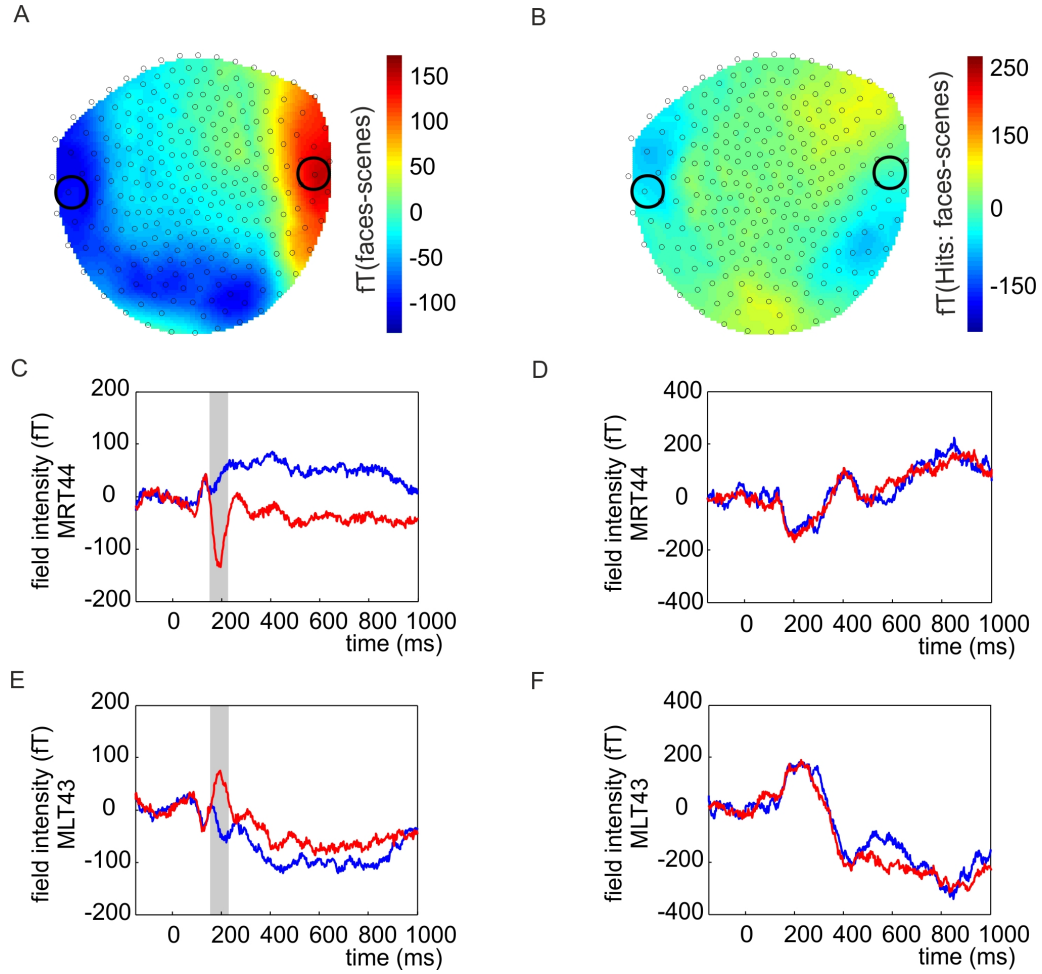 A
150
100
50
0
-50
-100
fT(faces-scenes)
B
250
150
0
-150
fT(Hits: faces-scenes)
C
field intensity (fT)
MRT44
200
100
0
-100
-200
0 200 400 600 800 1000
time (ms)
D
field intensity (fT)
MRT44
400
200
0
-200
-400
0 200 400 600 800 1000
time (ms)
E
field intensity (fT)
MLT43
200
100
0
-100
-200
0 200 400 600 800 1000
time (ms)
F
field intensity (fT)
MLT43
400
200
0
-200
-400
0 200 400 600 800 1000
time (ms)